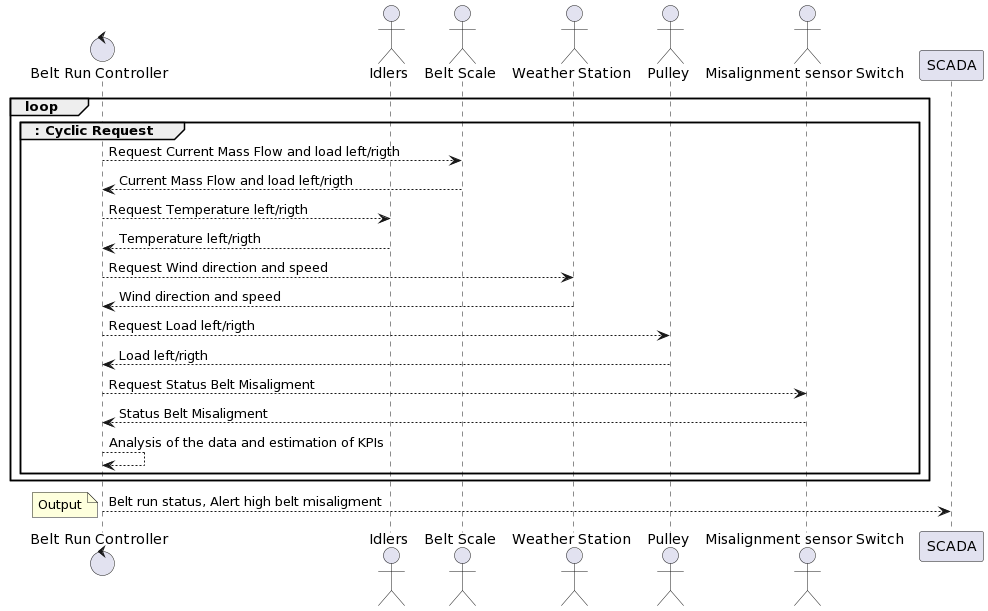 Belt Run Controller
Idlers
Belt Scale
Weather Station
Pulley
Misalignment sensor Switch
SCADA
loop
: Cyclic Request
Request Current Mass Flow and load left/rigth
Current Mass Flow and load left/rigth
Request Temperature left/rigth
Temperature left/rigth
Request Wind direction and speed
Wind direction and speed
Request Load left/rigth
Load left/rigth
Request Status Belt Misaligment
Status Belt Misaligment
Analysis of the data and estimation of KPIs
Output
Belt run status, Alert high belt misaligment
Belt Run Controller
Idlers
Belt Scale
Weather Station
Pulley
Misalignment sensor Switch
SCADA